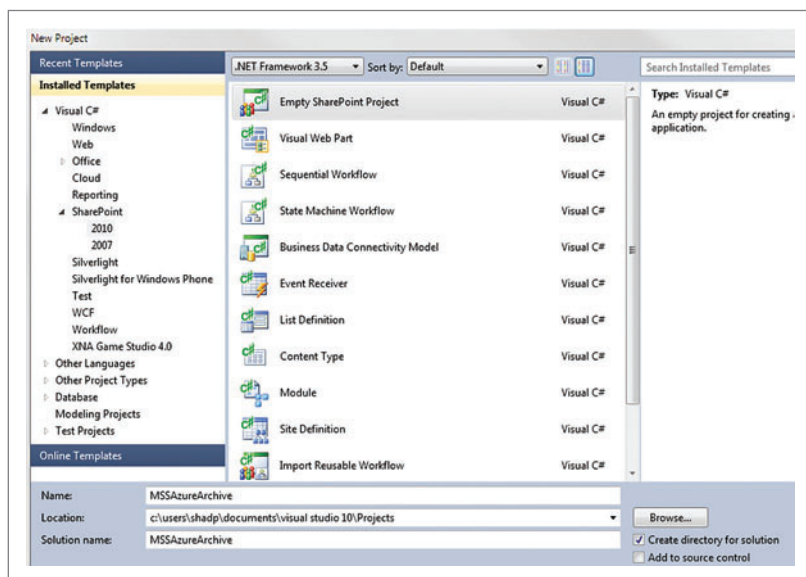 New Project
Recent Templates
Installed Templates
Visual C#
Windows
Web
Office
Cloud
Reporting
SharePoint
2010
2007
Silverlight
Silverlight for Windows Phone
Test
WCF
Workflow
XNA Game Studio 4.0
Other Languages
Other Project Types
Database
Modeling Projects
Test Projects
Online Templates
.NET Framework 3.5 Sort by: Default
Empty SharePoint Project Visual C#
Visual Web Part Visual C#
Sequential Workflow Visual C#
State Machine Workflow Visual C#
Business Data Connectivity Model Visual C#
Event Receiver Visual C#
List Definition Visual C#
Content Type Visual C#
Module Visual C#
Site Definition Visual C#
Import Reusable Workflow Visual C#
Search Installed Templates
Type: Visual C#
An empty project for creating
application.
Name: MSSAzureArchive
Location: c:\users\shadp\documents\visual studio 10\Projects Browse...
Solution name: MSSAzureArchive
Create directory for solution
Add to source control